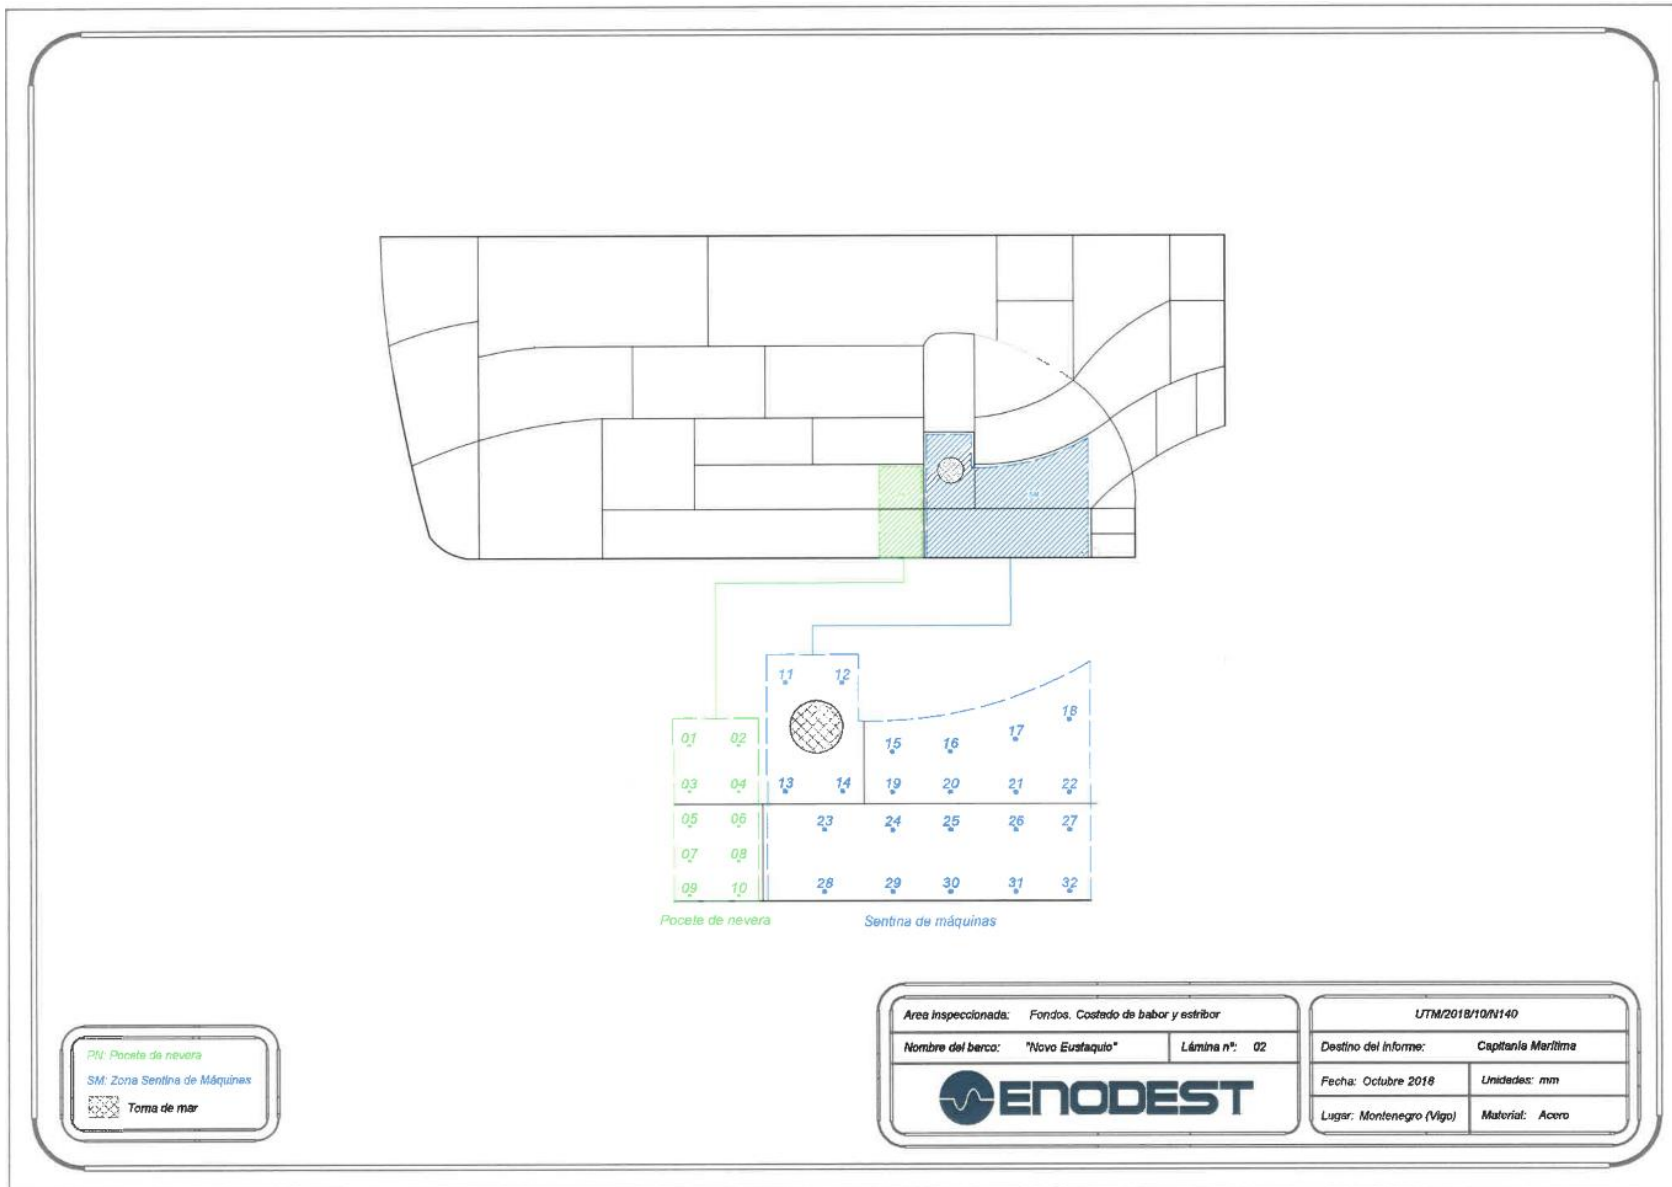 11 12
18
17
01 02
15 16
03 04 13 14 19 20 21 22
05 06 23 24 25 26 27
07 08
09 10 28 29 30 31 32
Pocete de nevera
Sentina de máquinas
PN: Pocete de nevera
SM: Zona Sentina de Máquinas
Toma de mar
Area inspeccionada: Fondos. Costado de babor y estribor
Nombre del barco: "Novo Eustaquio" Lámina nº: 02
ENODEST
UTM/2018/10/N140
Destino del informe: Capitania Marítima
Fecha: Octubre 2018 Unidades: mm
Lugar: Montenegro (Vigo) Material: Acero